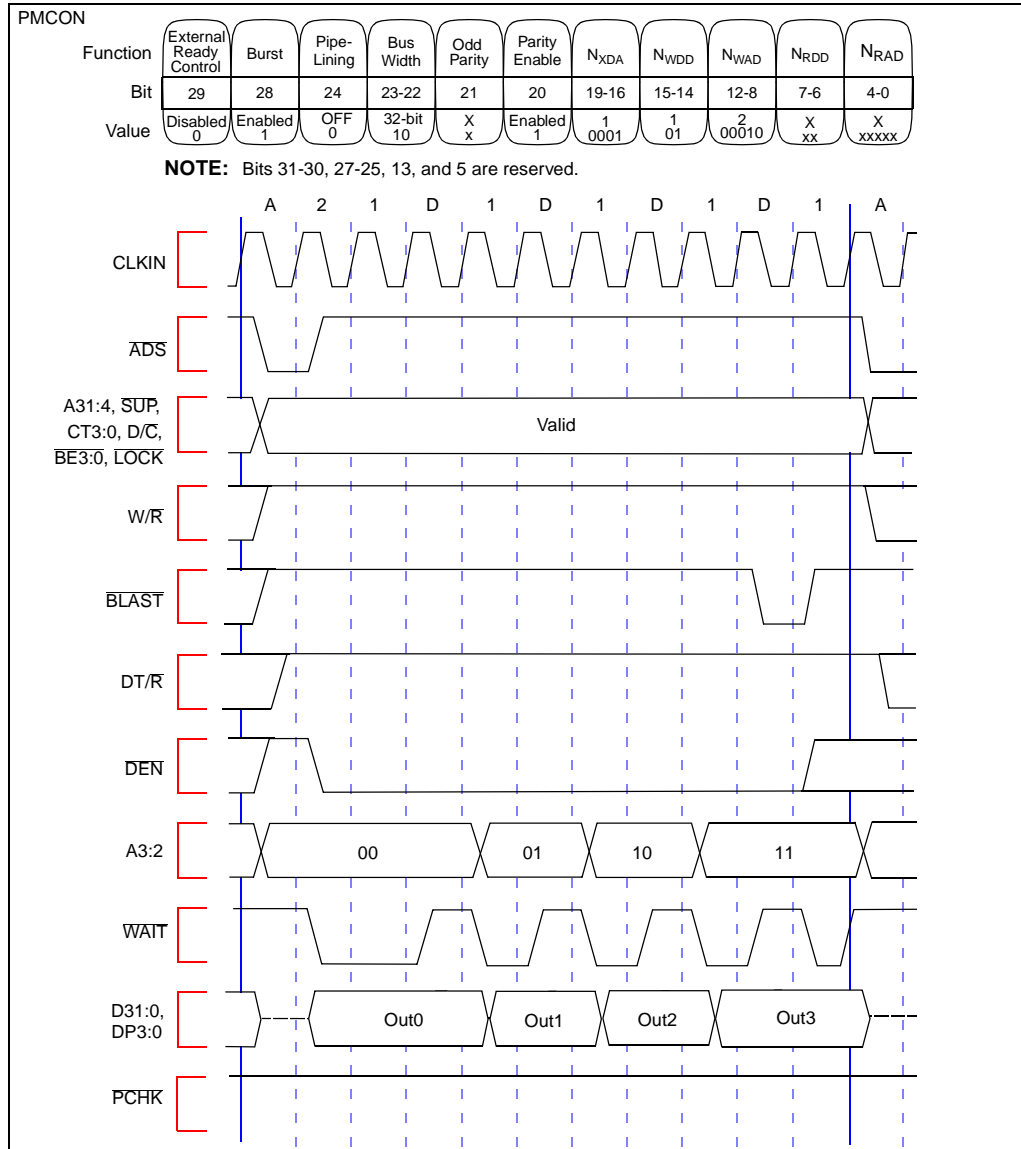 PMCON
Function
External Ready Control
Burst
Pipe-Lining
Bus Width
Odd Parity
Parity Enable
NXDA
NWDD
NWAD
NRDD
NRAD
Bit 29 28 24 23-22 21 20 19-16 15-14 12-8 7-6 4-0
Value
Disabled 0
Enabled 1
OFF 0
32-bit 10
X x
Enabled 1
1 0001
1 01
2 00010
X xx
X xxxxx
NOTE: Bits 31-30, 27-25, 13, and 5 are reserved.
A 2 1 D 1 D 1 D 1 D 1 A
CLKIN
ADS
A31:4, SUP,
CT3:0, D/C,
BE3:0, LOCK
Valid
W/R
BLAST
DT/R
DEN
A3:2
00 01 10 11
WAIT
D31:0,
DP3:0
Out0 Out1 Out2 Out3
PCHK